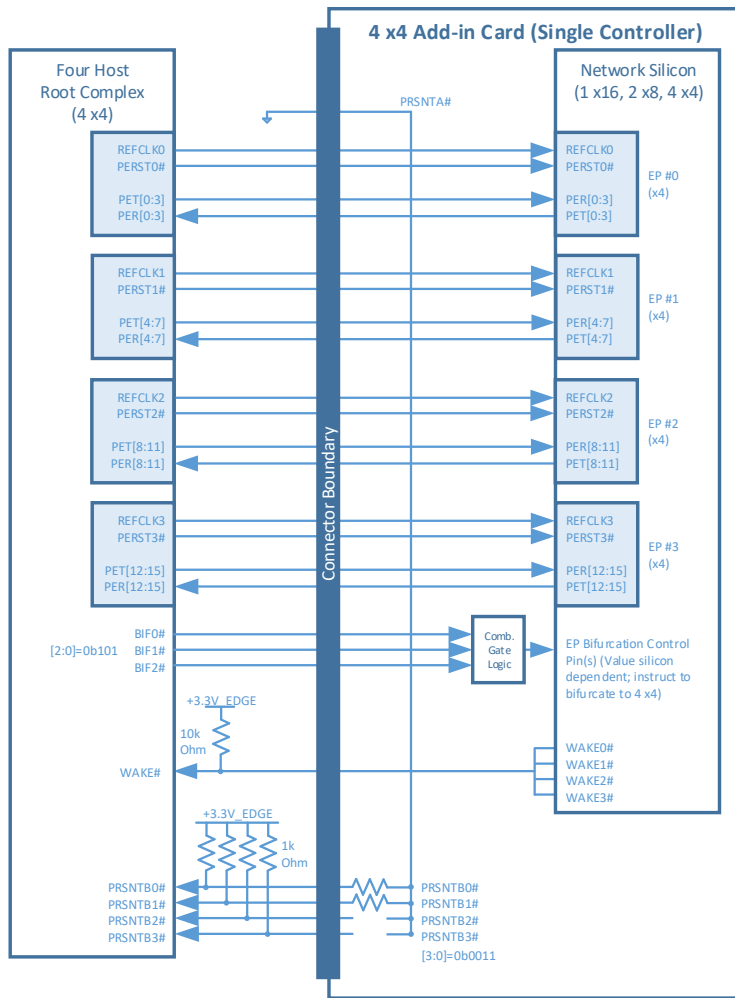 4 x4 Add-in Card (Single Controller)
Four Host
Root Complex
(4 x4)
Network Silicon
(1 x16, 2 x8, 4 x4)
PRSNTA#
REFCLK0
PERST0#
PET[0:3]
PER[0:3]
REFCLK0
PERST0#
PER[0:3]
PET[0:3]
EP #0
(x4)
REFCLK1
PERST1#
PET[4:7]
PER[4:7]
REFCLK1
PERST1#
PER[4:7]
PET[4:7]
EP #1
(x4)
REFCLK2
PERST2#
PET[8:11]
PER[8:11]
REFCLK2
PERST2#
PER[8:11]
PET[8:11]
EP #2
(x4)
REFCLK3
PERST3#
PET[12:15]
PER[12:15]
REFCLK3
PERST3#
PER[12:15]
PET[12:15]
EP #3
(x4)
Connector Boundary
[2:0]=0b101
BIF0#
BIF1#
BIF2#
Comb.
Gate
Logic
EP Bifurcation Control
Pin(s) (Value silicon
dependent; instruct to
bifurcate to 4 x4)
+3.3V_EDGE
10k
Ohm
WAKE#
WAKE0#
WAKE1#
WAKE2#
WAKE3#
+3.3V_EDGE
1k
Ohm
PRSNTB0#
PRSNTB1#
PRSNTB2#
PRSNTB3#
PRSNTB0#
PRSNTB1#
PRSNTB2#
PRSNTB3#
[3:0]=0b0011